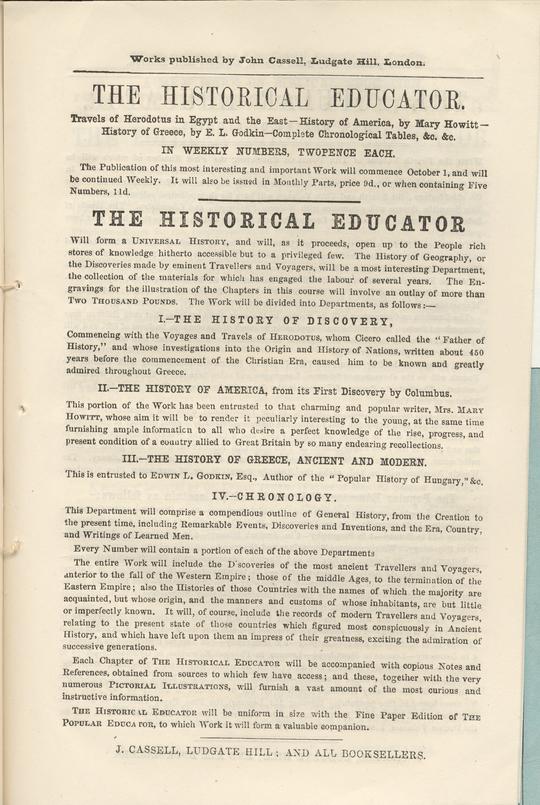 Works published by John Cassell, Ludgate Hill, London.
THE HISTORICAL EDUCATOR.
Travels of Herodotus in Egypt and the East—History of America, by Mary Howitt—
History of Greece, by E. L. Godkin—Complete Chronological Tables, &c. &c.
IN WEEKLY NUMBERS, TWOPENCE EACH.
The Publication of this most interesting and important Work will commence October 1, and will
be continued Weekly. It will also be issued in Monthly Parts, price 9d., or when containing Five
Numbers, 11d.
THE HISTORICAL EDUCATOR
Will form a UNIVERSAL HISTORY, and will, as it proceeds, open up to the People rich
stores of knowledge hitherto accessible but to a privileged few. The History of Geography, or
the Discoveries made by eminent Travellers and Voyagers, will be a most interesting Department,
the collection of the materials for which has engaged the labour of several years. The En-
gravings for the illustration of the Chapters in this course will involve an outlay of more than
TWO THOUSAND POUNDS. The Work will be divided into Departments, as follows:—
I.—THE HISTORY OF DISCOVERY,
Commencing with the Voyages and Travels of HERODOTUS, whom Cicero called the "Father of
History," and whose investigations into the Origin and History of Nations, written about 450
years before the commencement of the Christian Era, caused him to be known and greatly
admired throughout Greece.
II.—THE HISTORY OF AMERICA, from its First Discovery by Columbus.
This portion of the Work has been entrusted to that charming and popular writer, Mrs. MARY
HOWITT, whose aim it will be to render it peculiarly interesting to the young, at the same time
furnishing ample information to all who desire a perfect knowledge of the rise, progress, and
present condition of a country allied to Great Britain by so many endearing recollections.
III.—THE HISTORY OF GREECE, ANCIENT AND MODERN.
This is entrusted to EDWIN L. GODKIN, Esq., Author of the "Popular History of Hungary," &c.
IV.—CHRONOLOGY.
This Department will comprise a compendious outline of General History, from the Creation to
the present time, including Remarkable Events, Discoveries and Inventions, and the Era, Country,
and Writings of Learned Men.
Every Number will contain a portion of each of the above Departments
The entire Work will include the Discoveries of the most ancient Travellers and Voyagers,
anterior to the fall of the Western Empire; those of the middle Ages, to the termination of the
Eastern Empire; also the Histories of those Countries with the names of which the majority are
acquainted, but whose origin, and the manners and customs of whose inhabitants, are but little
or imperfectly known. It will, of course, include the records of modern Travellers and Voyagers,
relating to the present state of those countries which figured most conspicuously in Ancient
History, and which have left upon them an impress of their greatness, exciting the admiration of
successive generations.
Each Chapter of THE HISTORICAL EDUCATOR will be accompanied with copious Notes and
References, obtained from sources to which few have access; and these, together with the very
numerous PICTORIAL ILLUSTRATIONS, will furnish a vast amount of the most curious and
instructive information.
THE HISTORICAL EDUCATOR will be uniform in size with the Fine Paper Edition of THE
POPULAR EDUCATOR, to which Work it will form a valuable companion.
J. CASSELL, LUDGATE HILL; AND ALL BOOKSELLERS.